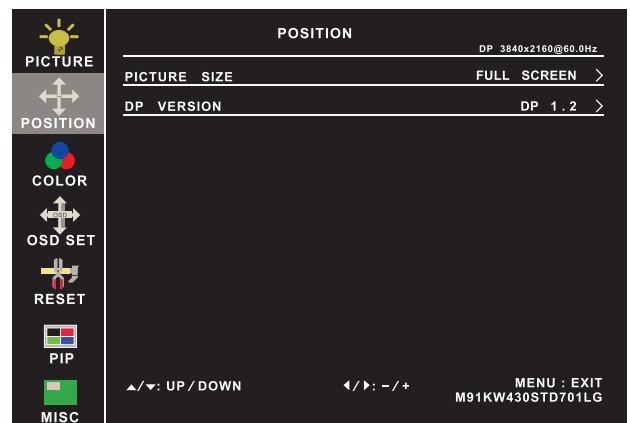 POSITION
DP 3840x2160@60.0Hz
PICTURE
PICTURE SIZE FULL SCREEN >
POSITION
DP VERSION DP 1.2 >
COLOR
OSD
OSD SET
RESET
PIP
MISC
▲/▼: UP/DOWN ◀/▶: -/+ MENU : EXIT
M91KW430STD701LG